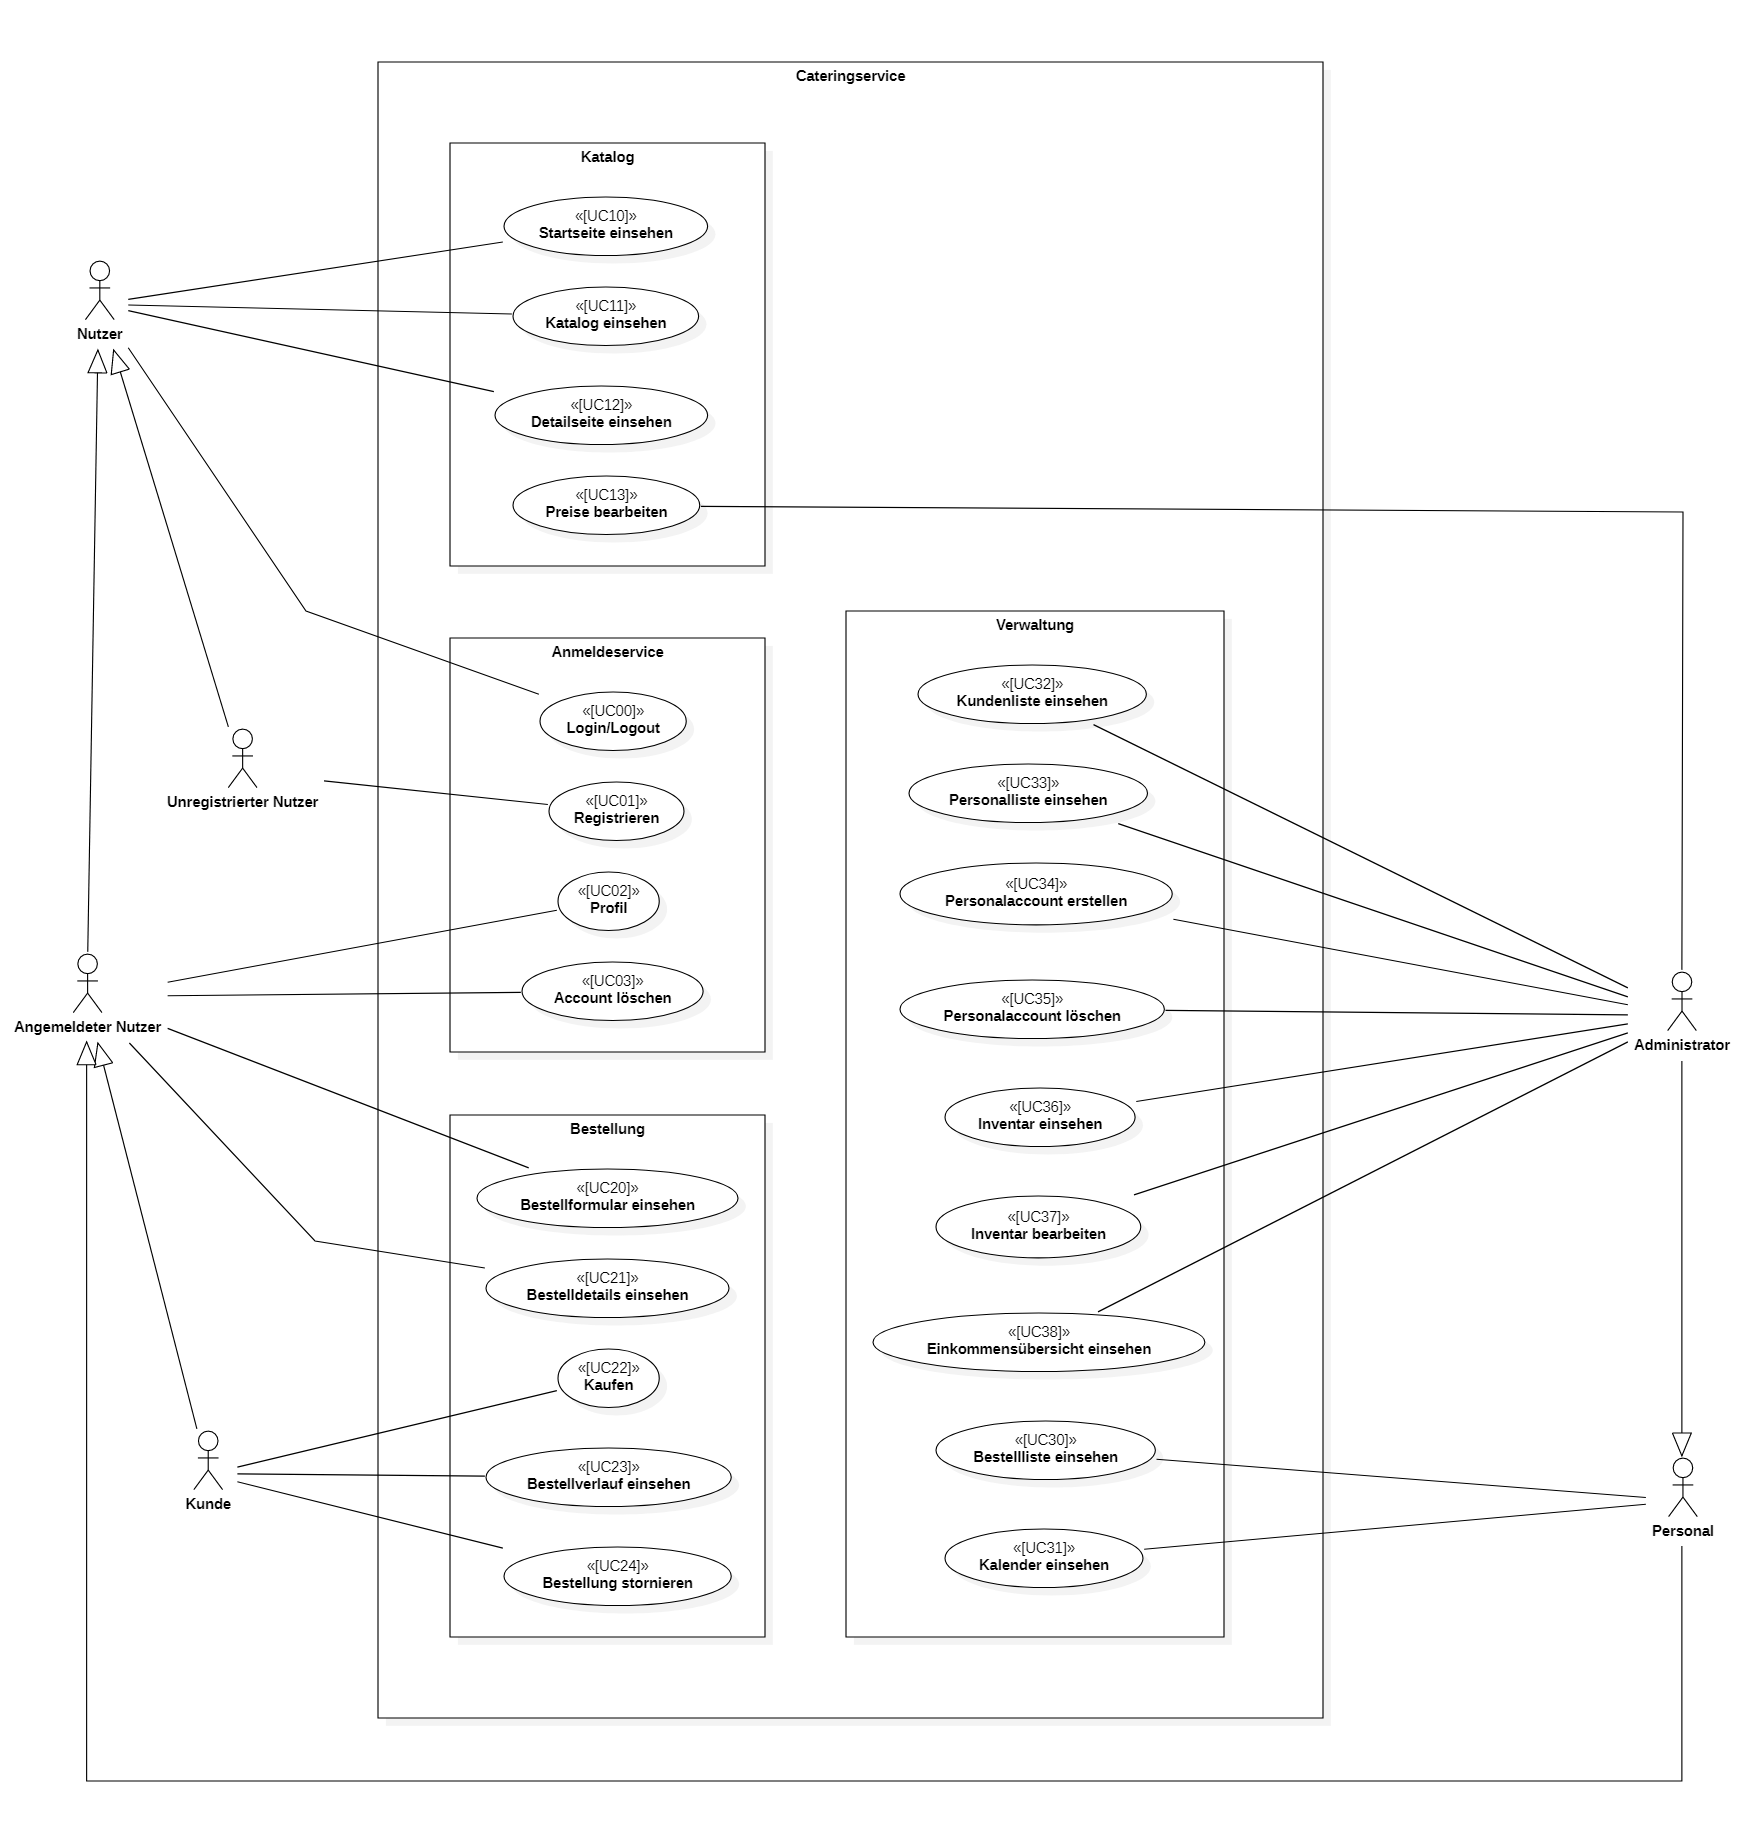 Cateringservice
Katalog
«[UC10]»
Startseite einsehen
«[UC11]»
Katalog einsehen
«[UC12]»
Detailseite einsehen
«[UC13]»
Preise bearbeiten
Nutzer
Anmeldeservice
«[UC00]»
Login/Logout
«[UC01]»
Registrieren
«[UC02]»
Profil
«[UC03]»
Account löschen
Unregistrierter Nutzer
Angemeldeter Nutzer
Bestellung
«[UC20]»
Bestellformular einsehen
«[UC21]»
Bestelldetails einsehen
«[UC22]»
Kaufen
«[UC23]»
Bestellverlauf einsehen
«[UC24]»
Bestellung stornieren
Kunde
Verwaltung
«[UC32]»
Kundenliste einsehen
«[UC33]»
Personalliste einsehen
«[UC34]»
Personalaccount erstellen
«[UC35]»
Personalaccount löschen
«[UC36]»
Inventar einsehen
«[UC37]»
Inventar bearbeiten
«[UC38]»
Einkommensübersicht einsehen
«[UC30]»
Bestellliste einsehen
«[UC31]»
Kalender einsehen
Administrator
Personal